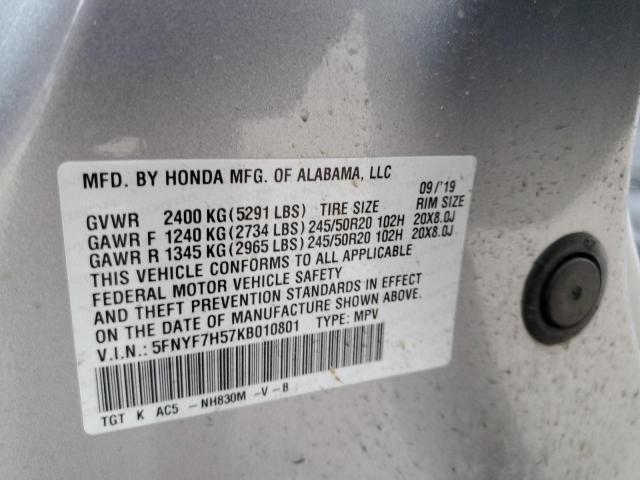 MFD. BY HONDA MFG. OF ALABAMA, LLC 09/'19
GVWR 2400 KG(5291 LBS) TIRE SIZE RIM SIZE
GAWR F 1240 KG(2734 LBS)245/50R20 102H 20X8.0J
GAWR R 1345 KG(2965 LBS)245/50R20 102H 20X8.0J
THIS VEHICLE CONFORMS TO ALL APPLICABLE
FEDERAL MOTOR VEHICLE SAFETY
AND THEFT PREVENTION STANDARDS IN EFFECT
ON THE DATE OF MANUFACTURE SHOWN ABOVE.
V.I.N.: 5FNYF7H57KB010801 TYPE: MPV
TGT K AC5 -NH830M -V-B